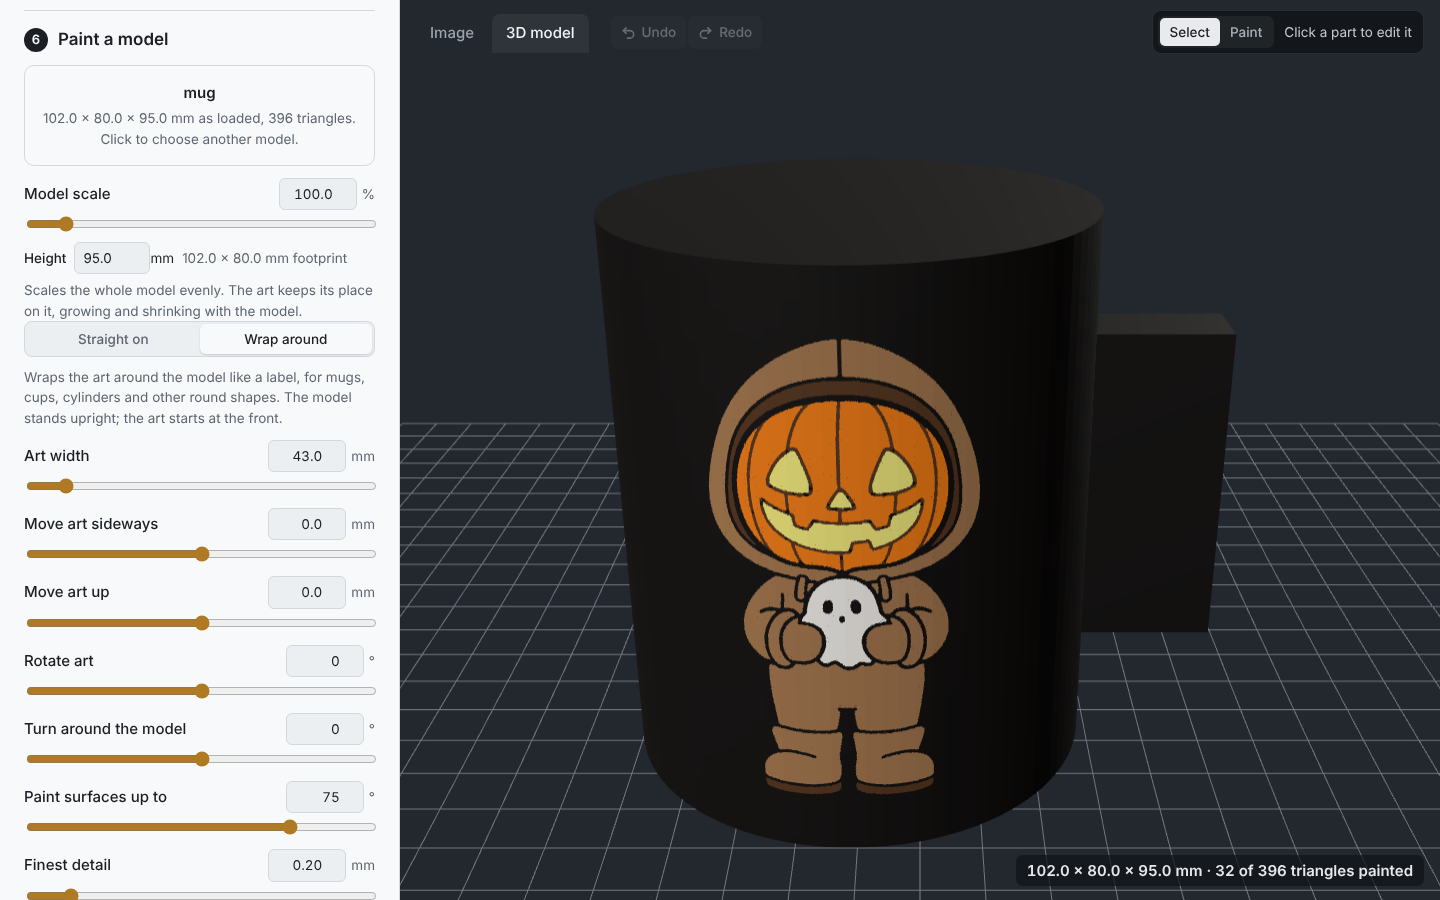 6 Paint a model
mug
102.0 × 80.0 × 95.0 mm as loaded, 396 triangles.
Click to choose another model.
Model scale 100.0 %
Height 95.0 mm 102.0 × 80.0 mm footprint
Scales the whole model evenly. The art keeps its place
on it, growing and shrinking with the model.
Straight on Wrap around
Wraps the art around the model like a label, for mugs,
cups, cylinders and other round shapes. The model
stands upright; the art starts at the front.
Art width 43.0 mm
Move art sideways 0.0 mm
Move art up 0.0 mm
Rotate art 0 °
Turn around the model 0 °
Paint surfaces up to 75 °
Finest detail 0.20 mm
Image 3D model Undo Redo
Select Paint Click a part to edit it
102.0 × 80.0 × 95.0 mm · 32 of 396 triangles painted